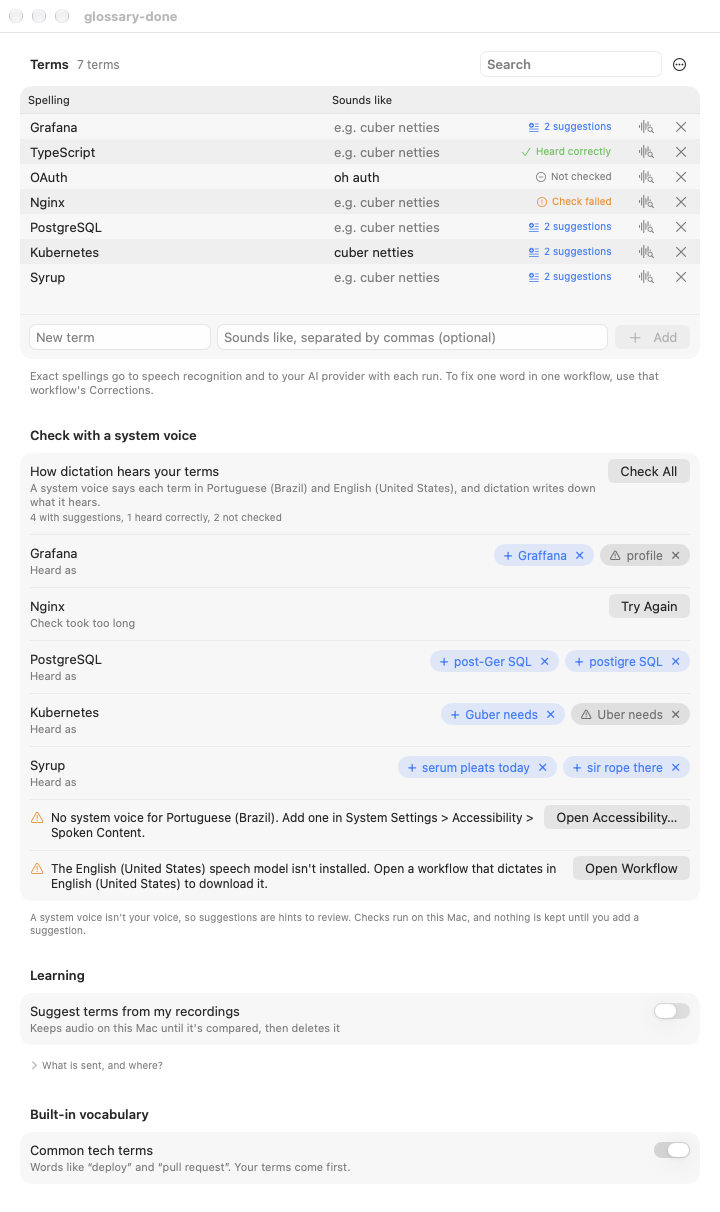 glossary-done
Terms 7 terms
Search
Spelling Sounds like
Grafana e.g. cuber netties 2 suggestions
TypeScript e.g. cuber netties Heard correctly
OAuth oh auth Not checked
Nginx e.g. cuber netties Check failed
PostgreSQL e.g. cuber netties 2 suggestions
Kubernetes cuber netties 2 suggestions
Syrup e.g. cuber netties 2 suggestions
New term Sounds like, separated by commas (optional) + Add
Exact spellings go to speech recognition and to your AI provider with each run. To fix one word in one workflow, use that
workflow's Corrections.
Check with a system voice
How dictation hears your terms Check All
A system voice says each term in Portuguese (Brazil) and English (United States), and dictation writes down
what it hears.
4 with suggestions, 1 heard correctly, 2 not checked
Grafana + Graffana × profile ×
Heard as
Nginx Try Again
Check took too long
PostgreSQL + post-Ger SQL × + postigre SQL ×
Heard as
Kubernetes + Guber needs × Uber needs ×
Heard as
Syrup + serum pleats today × + sir rope there ×
Heard as
No system voice for Portuguese (Brazil). Add one in System Settings > Accessibility > Open Accessibility...
Spoken Content.
The English (United States) speech model isn't installed. Open a workflow that dictates in Open Workflow
English (United States) to download it.
A system voice isn't your voice, so suggestions are hints to review. Checks run on this Mac, and nothing is kept until you add a
suggestion.
Learning
Suggest terms from my recordings
Keeps audio on this Mac until it's compared, then deletes it
> What is sent, and where?
Built-in vocabulary
Common tech terms
Words like “deploy” and “pull request”. Your terms come first.